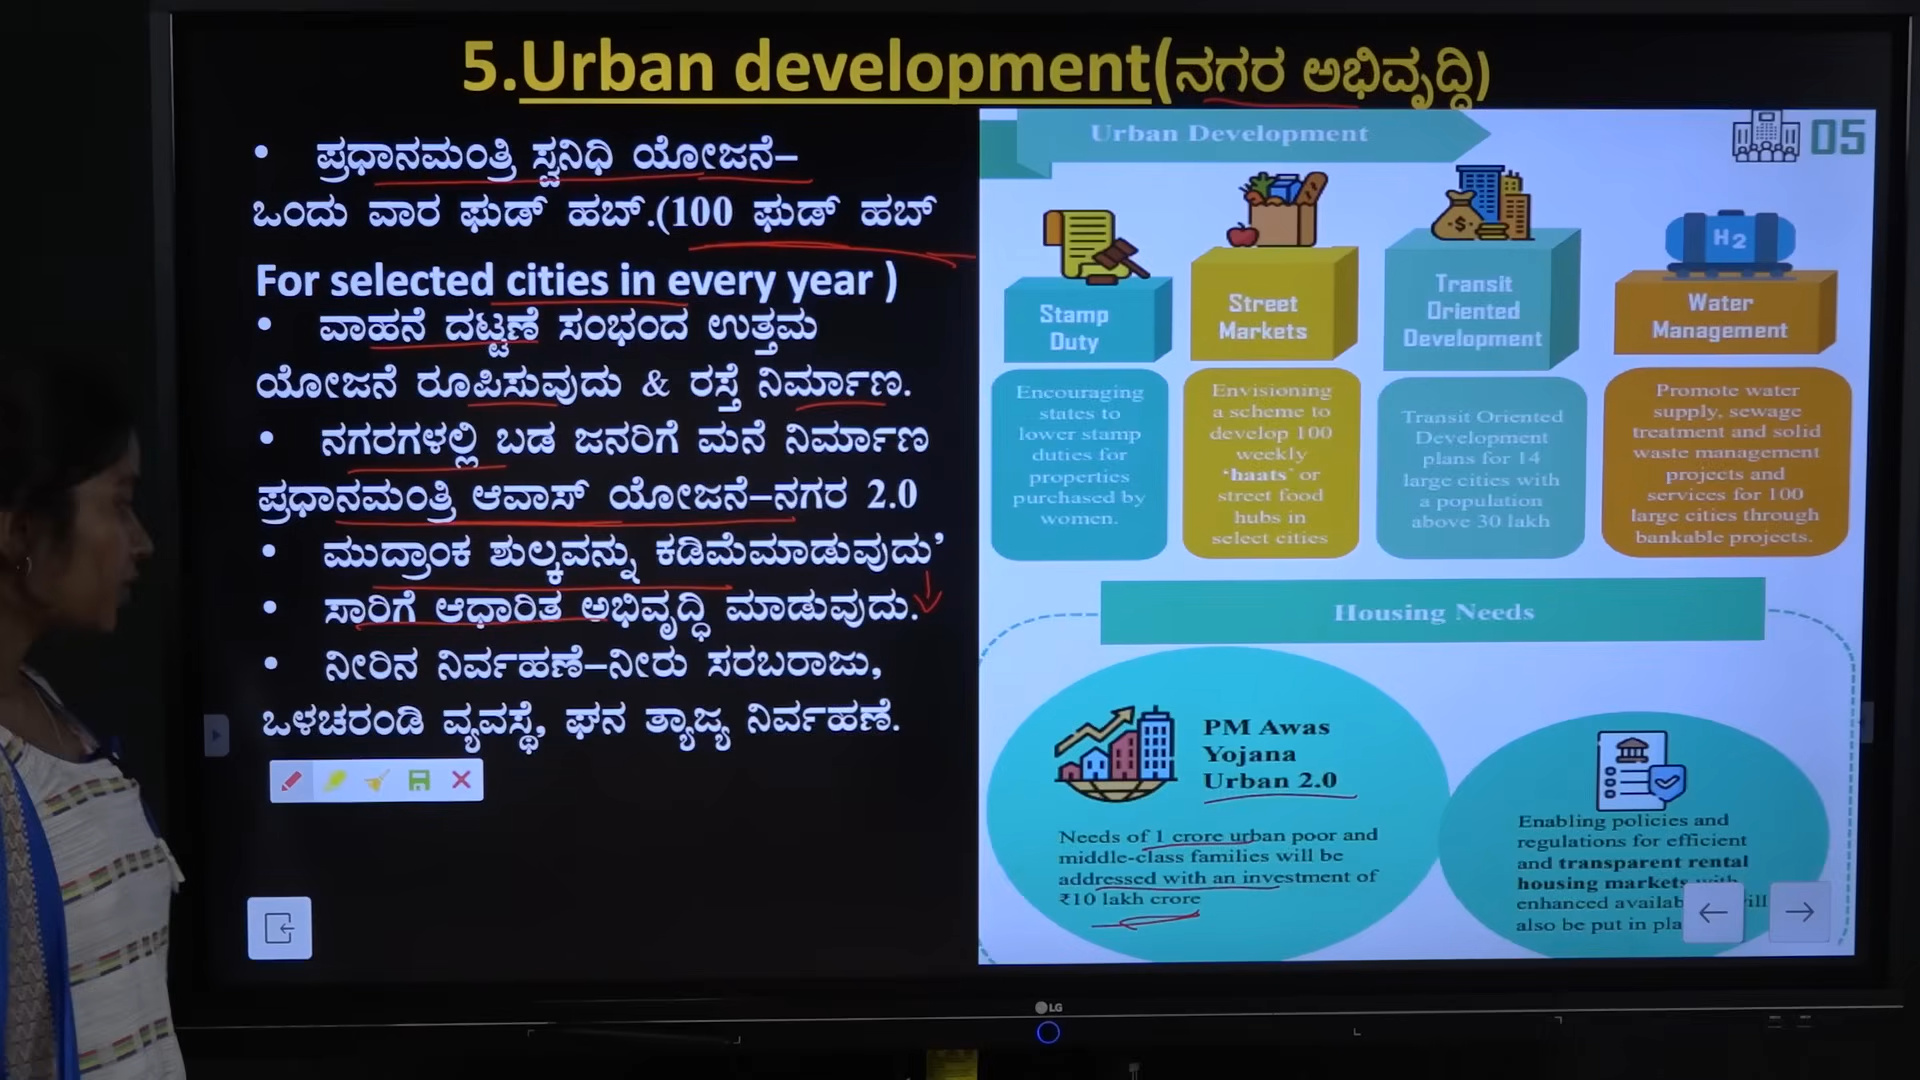 5.Urban development(ನಗರ ಅಭಿವೃದ್ಧಿ)
• ಪ್ರಧಾನಮಂತ್ರಿ ಸ್ವನಿಧಿ ಯೋಜನೆ–
ಒಂದು ವಾರ ಫುಡ್ ಹಬ್.(100 ಫುಡ್ ಹಬ್
For selected cities in every year )
• ವಾಹನೆ ದಟ್ಟಣೆ ಸಂಭಂದ ಉತ್ತಮ
ಯೋಜನೆ ರೂಪಿಸುವುದು & ರಸ್ತೆ ನಿರ್ಮಾಣ.
• ನಗರಗಳಲ್ಲಿ ಬಡ ಜನರಿಗೆ ಮನೆ ನಿರ್ಮಾಣ
ಪ್ರಧಾನಮಂತ್ರಿ ಆವಾಸ್ ಯೋಜನೆ–ನಗರ 2.0
• ಮುದ್ರಾಂಕ ಶುಲ್ಕವನ್ನು ಕಡಿಮೆಮಾಡುವುದು’
• ಸಾರಿಗೆ ಆಧಾರಿತ ಅಭಿವೃದ್ಧಿ ಮಾಡುವುದು.
• ನೀರಿನ ನಿರ್ವಹಣೆ–ನೀರು ಸರಬರಾಜು,
ಒಳಚರಂಡಿ ವ್ಯವಸ್ಥೆ, ಘನ ತ್ಯಾಜ್ಯ ನಿರ್ವಹಣೆ.
Urban Development
05
Stamp
Duty
Encouraging
states to
lower stamp
duties for
properties
purchased by
women.
Street
Markets
Envisioning
a scheme to
develop 100
weekly
‘haats’ or
street food
hubs in
select cities
Transit
Oriented
Development
Transit Oriented
Development
plans for 14
large cities with
a population
above 30 lakh
H2
Water
Management
Promote water
supply, sewage
treatment and solid
waste management
projects and
services for 100
large cities through
bankable projects.
Housing Needs
PM Awas
Yojana
Urban 2.0
Needs of 1 crore urban poor and
middle-class families will be
addressed with an investment of
₹10 lakh crore
Enabling policies and
regulations for efficient
and transparent rental
housing markets with
enhanced
also be put in
LG